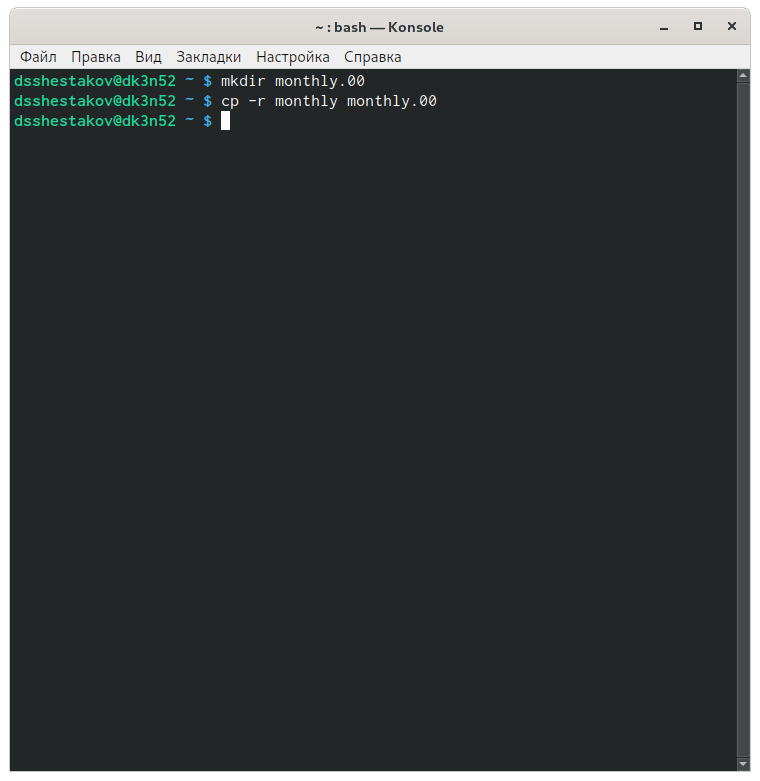 ~ : bash — Konsole
Файл Правка Вид Закладки Настройка Справка
dsshestakov@dk3n52 ~ $ mkdir monthly.00
dsshestakov@dk3n52 ~ $ cp -r monthly monthly.00
dsshestakov@dk3n52 ~ $